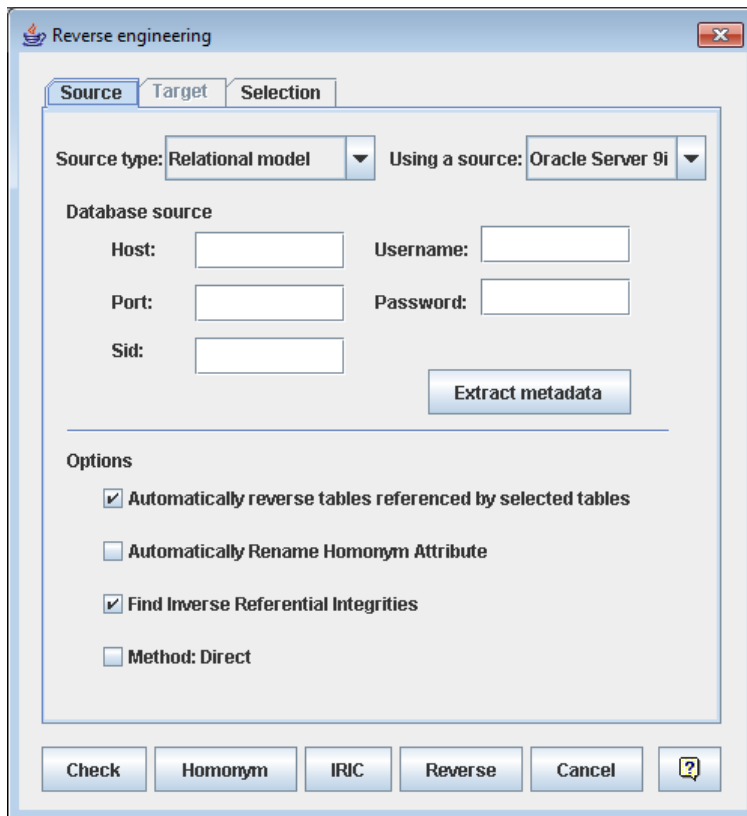 Reverse engineering
Source Target Selection
Source type: Relational model Using a source: Oracle Server 9i
Database source
Host: Username:
Port: Password:
Sid:
Extract metadata
Options
Automatically reverse tables referenced by selected tables
Automatically Rename Homonym Attribute
Find Inverse Referential Integrities
Method: Direct
Check Homonym IRIC Reverse Cancel ?